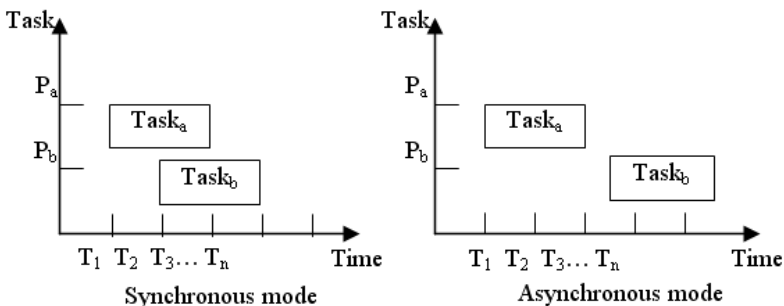 Task
Pa
Taska
Pb
Taskb
T1 T2 T3... Tn
Time
Synchronous mode
Task
Pa
Taska
Pb
Taskb
T1 T2 T3... Tn
Time
Asynchronous mode